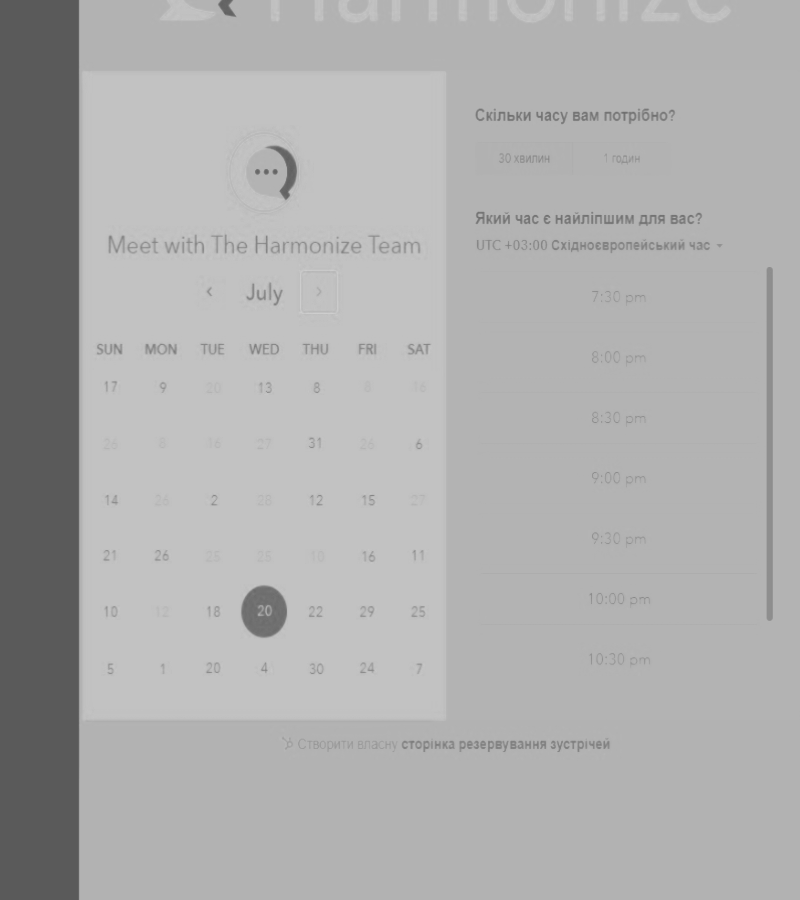 Harmonize
Meet with The Harmonize Team
July
SUN MON TUE WED THU FRI SAT
17 9 20 13 8 16
26 8 16 27 31 26 6
14 26 2 28 12 15 27
21 26 25 16 11
10 12 18 20 22 29 25
5 1 20 4 30 24 7
Скільки часу вам потрібно?
30 хвилин 1 годин
Який час є найліпшим для вас?
UTC +03:00 Східноєвропейський час
7:30 pm
8:00 pm
8:30 pm
9:00 pm
9:30 pm
10:00 pm
10:30 pm
Створити власну сторінка резервування зустрічей